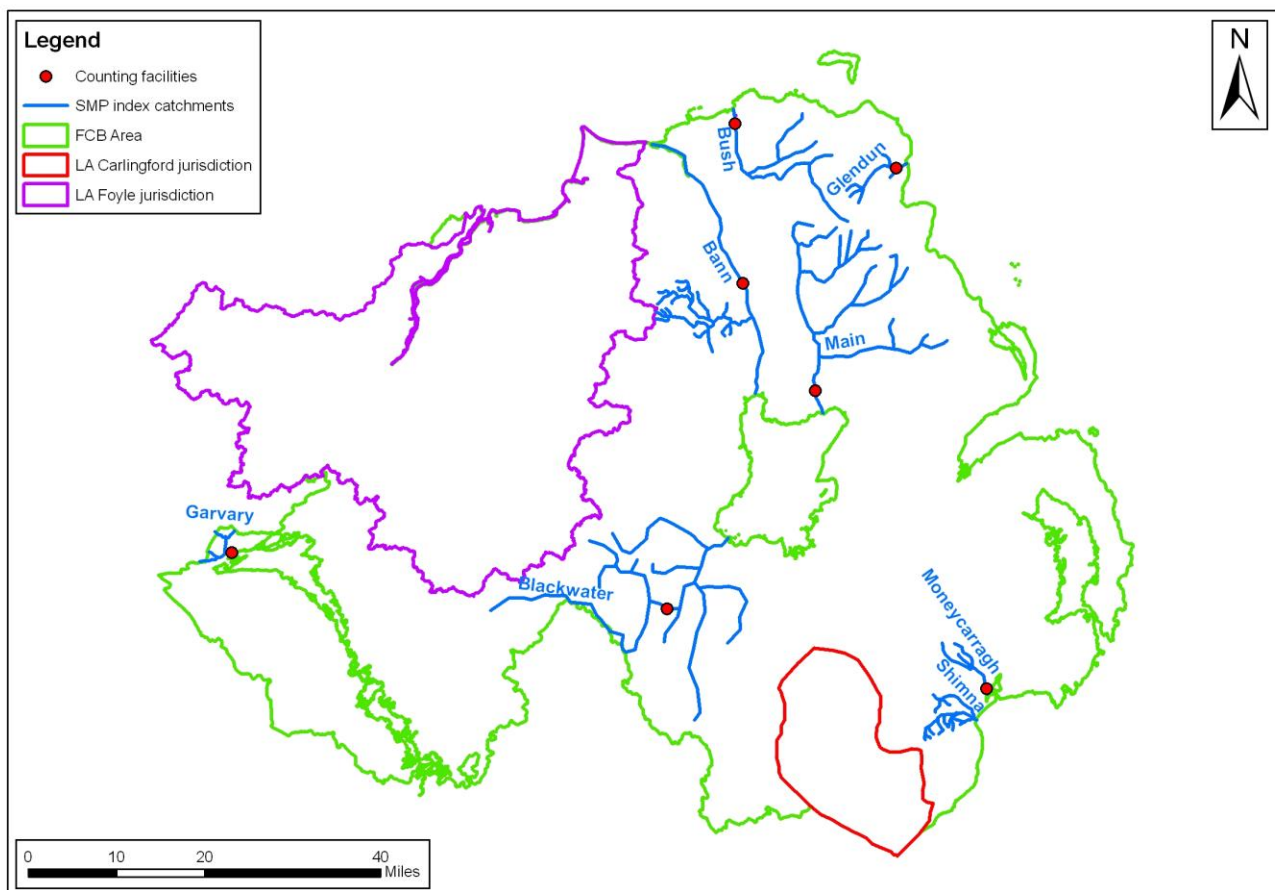 Legend
Counting facilities
SMP index catchments
FCB Area
LA Carlingford jurisdiction
LA Foyle jurisdiction
N
Bush
Glendun
Bann
Main
Garvary
Blackwater
Moneycarragh
Shimna
0 10 20 40
Miles